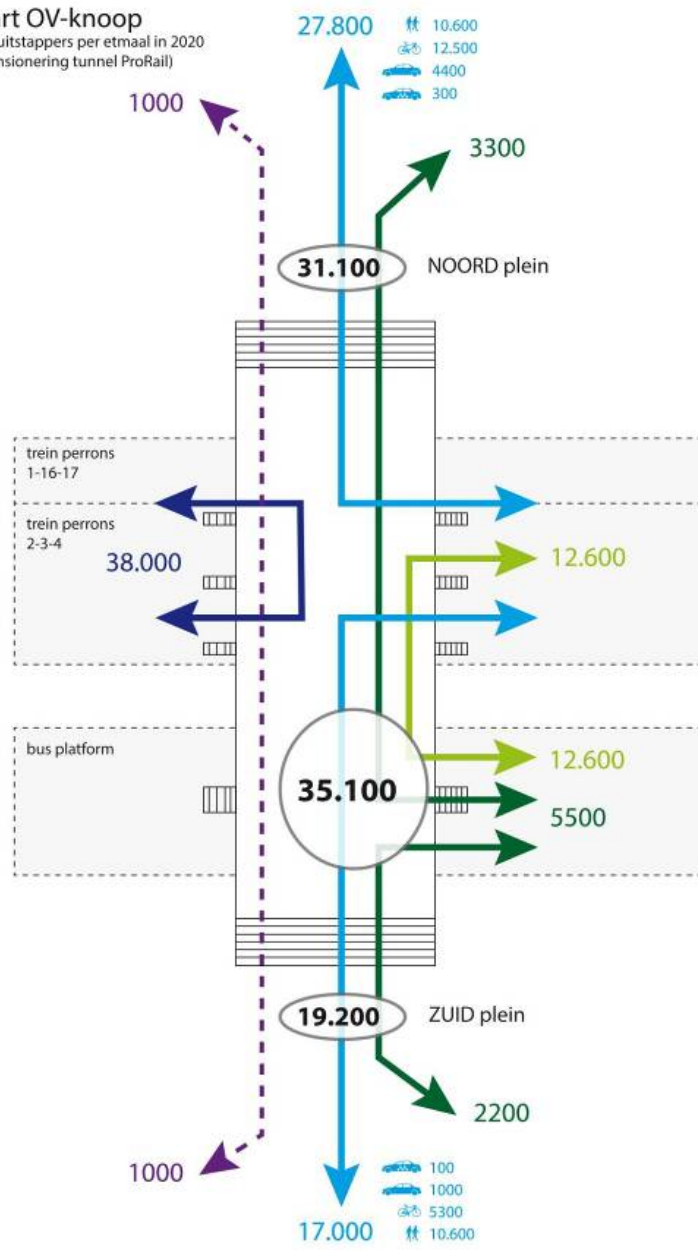 OV-knoop
uitstappers per etmaal in 2020
tunnel ProRail)
27.800
10.600
12.500
4400
300
1000
3300
31.100
NOORD plein
trein perrons
1-16-17
trein perrons
2-3-4
38.000
12.600
bus platform
12.600
35.100
5500
19.200
ZUID plein
2200
1000
100
1000
5300
10.600
17.000